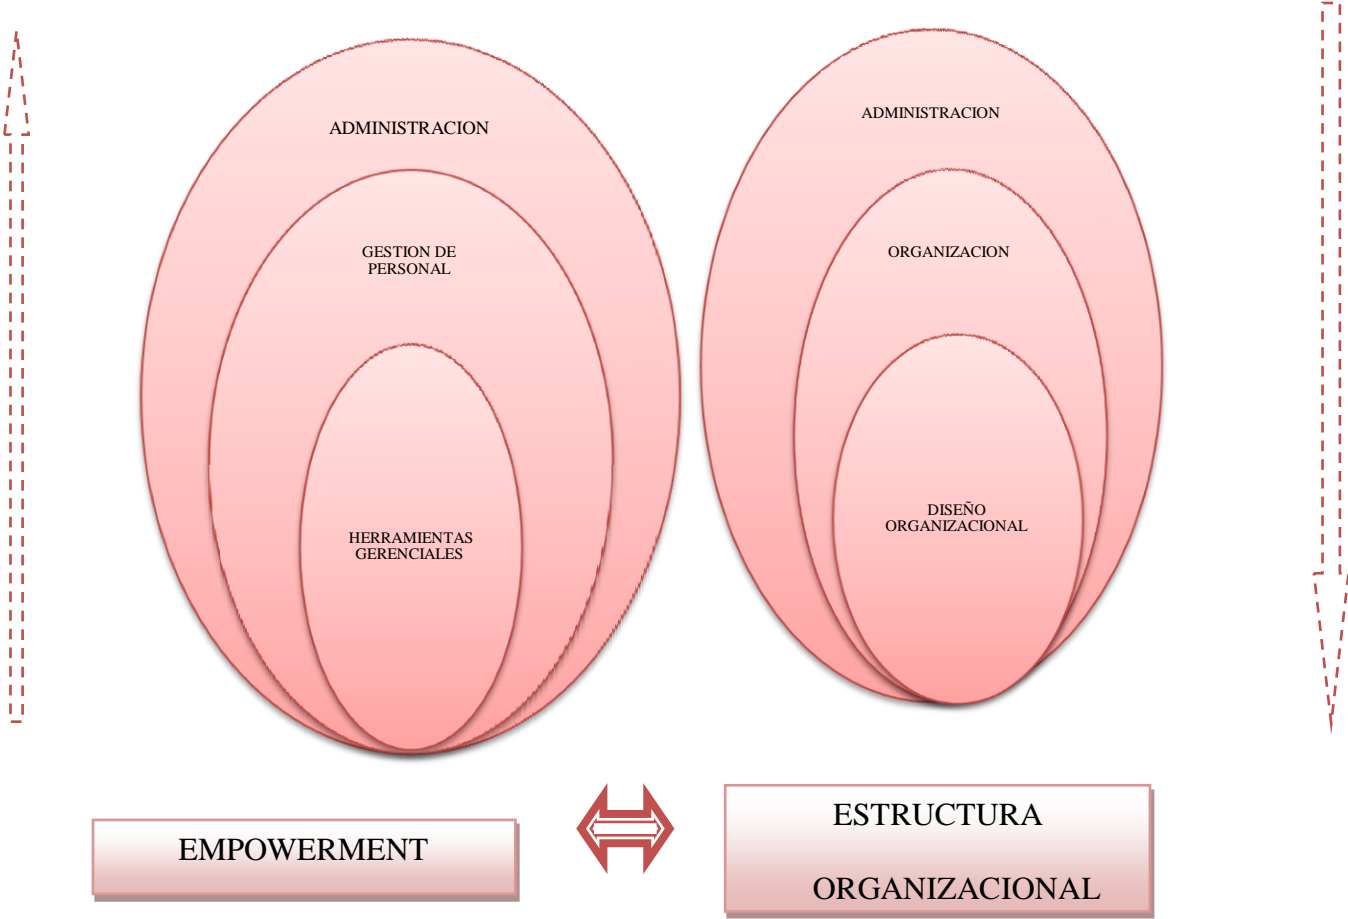 ADMINISTRACION
GESTION DE
PERSONAL
HERRAMIENTAS
GERENCIALES
ADMINISTRACION
ORGANIZACION
DISEÑO
ORGANIZACIONAL
EMPOWERMENT
ESTRUCTURA
ORGANIZACIONAL